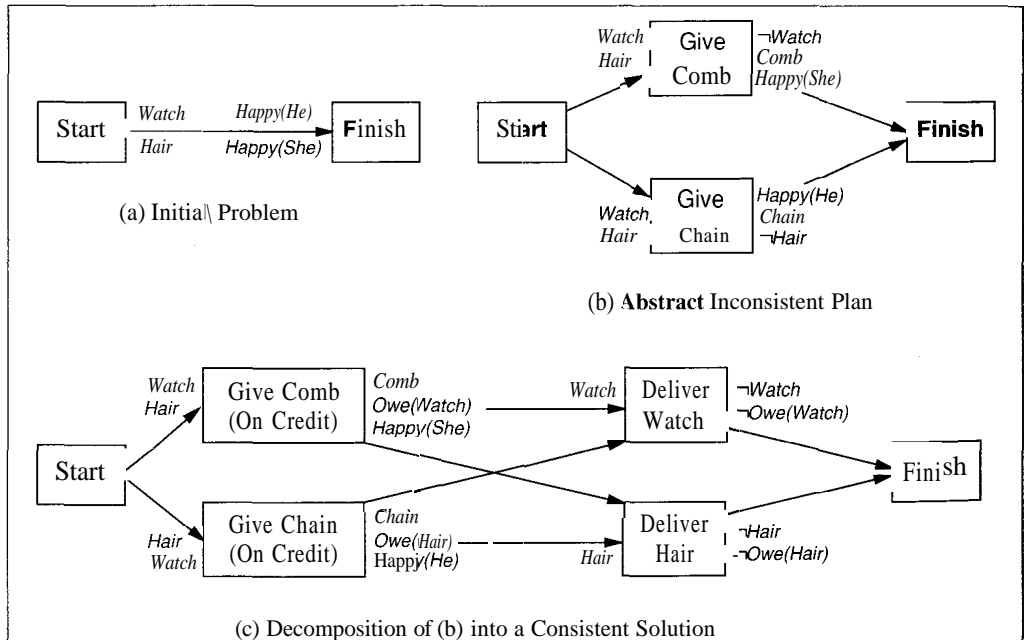 Start
Watch
Hair
Happy(He)
Happy(She)
Finish
(a) Initial Problem
Start
Watch
Hair
Give
Comb
¬Watch
Comb
Happy(She)
Watch
Hair
Give
Chain
Happy(He)
Chain
¬Hair
Finish
(b) Abstract Inconsistent Plan
Start
Watch
Hair
Give Comb
(On Credit)
Comb
Owe(Watch)
Happy(She)
Hair
Watch
Give Chain
(On Credit)
Chain
Owe(Hair)
Happy(He)
Watch
Deliver
Watch
¬Watch
¬Owe(Watch)
Hair
Deliver
Hair
¬Hair
¬Owe(Hair)
Finish
(c) Decomposition of (b) into a Consistent Solution